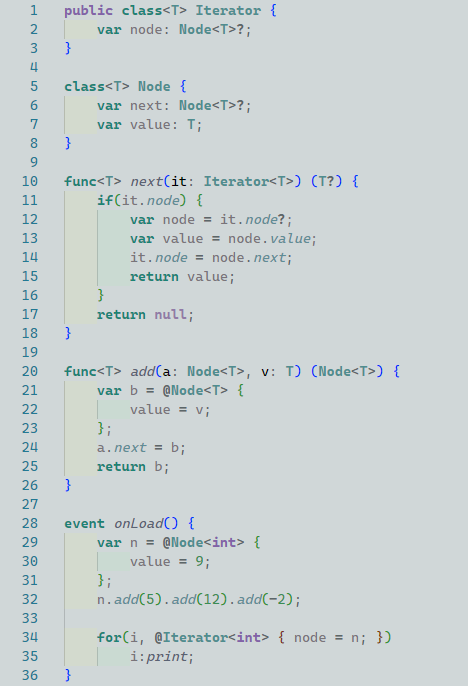 1 public class<T> Iterator {
2     var node: Node<T>?;
3 }
4
5 class<T> Node {
6     var next: Node<T>?;
7     var value: T;
8 }
9
10 func<T> next(it: Iterator<T>) (T?) {
11     if(it.node) {
12         var node = it.node?;
13         var value = node.value;
14         it.node = node.next;
15         return value;
16     }
17     return null;
18 }
19
20 func<T> add(a: Node<T>, v: T) (Node<T>) {
21     var b = @Node<T> {
22         value = v;
23     };
24     a.next = b;
25     return b;
26 }
27
28 event onLoad() {
29     var n = @Node<int> {
30         value = 9;
31     };
32     n.add(5).add(12).add(-2);
33
34     for(i, @Iterator<int> { node = n; })
35         i:print;
36 }